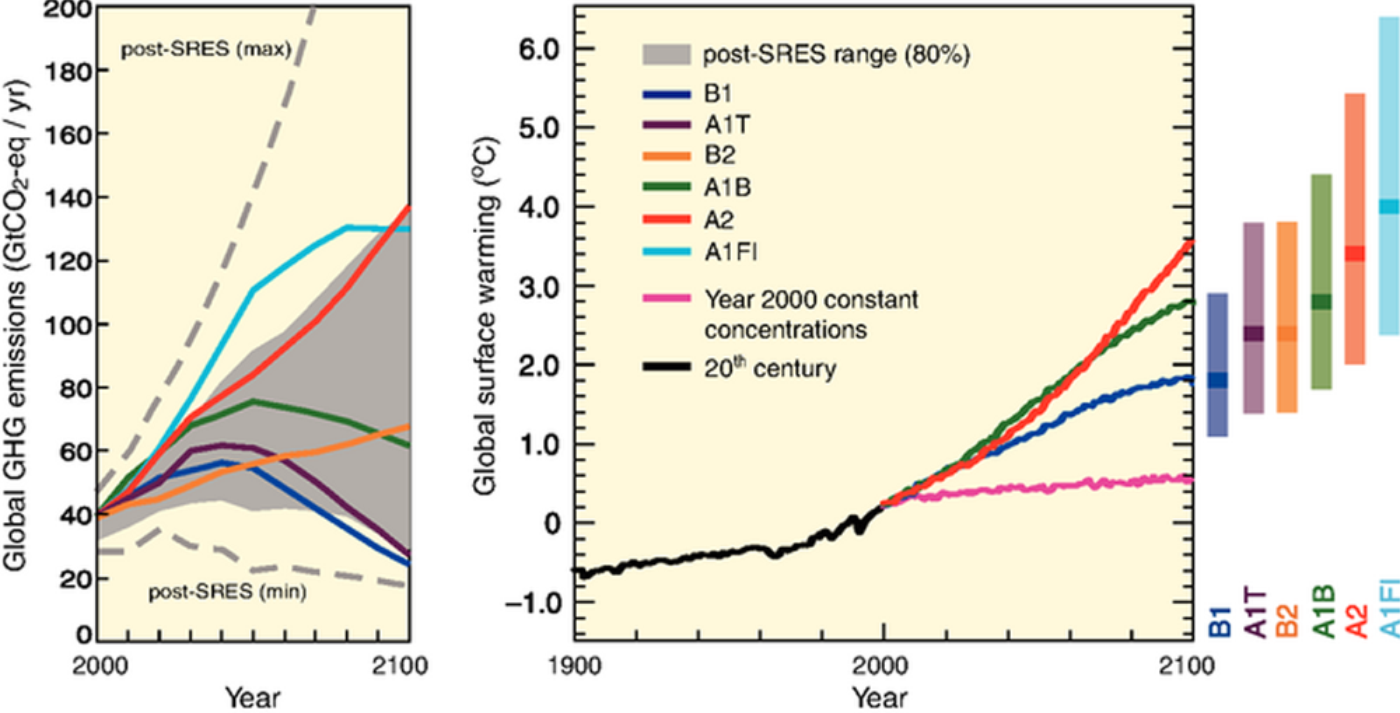 200
180
160
140
120
100
80
60
40
20
0
Global GHG emissions (GtCO2-eq / yr)
post-SRES (max)
post-SRES (min)
2000
2100
Year
6.0
5.0
4.0
3.0
2.0
1.0
0
–1.0
Global surface warming (°C)
post-SRES range (80%)
B1
A1T
B2
A1B
A2
A1FI
Year 2000 constant
concentrations
20th century
1900
2000
2100
Year
B1
A1T
B2
A1B
A2
A1FI